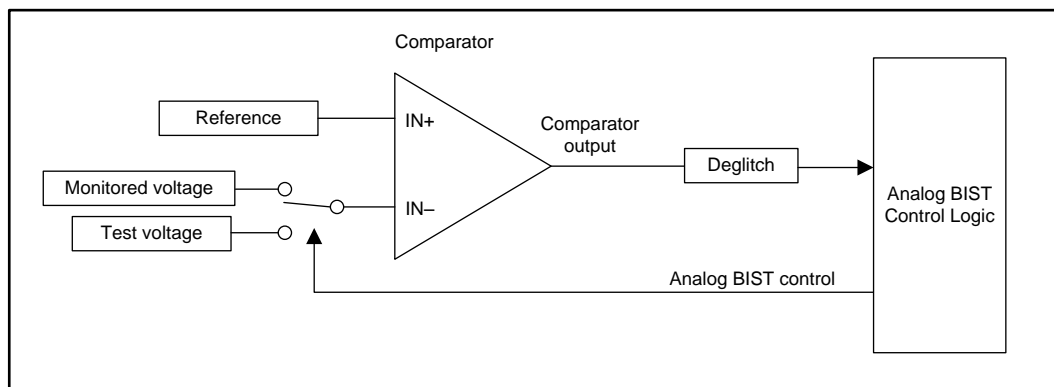 Comparator
Reference
IN+
Comparator
output
Deglitch
Monitored voltage
Test voltage
IN–
Analog BIST
Control Logic
Analog BIST control